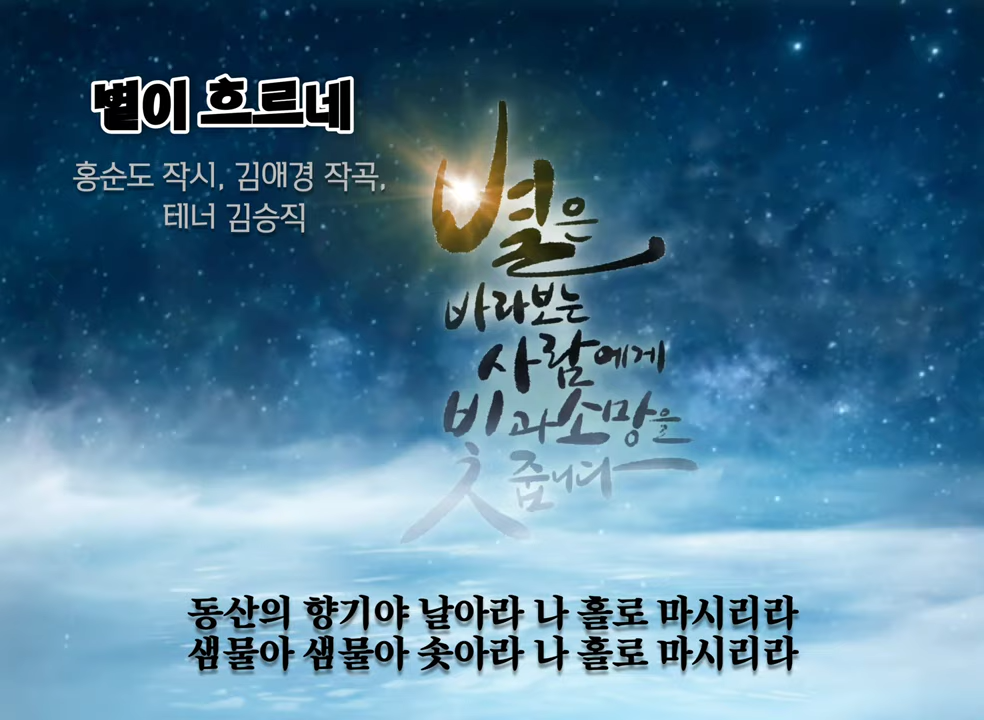 별이 흐르네
홍순도 작시, 김애경 작곡,
테너 김승직
별은
바라보는
사람에게
빛과 소망을
줍니다
동산의 향기야 날아라 나 홀로 마시리라
샘물아 샘물아 솟아라 나 홀로 마시리라